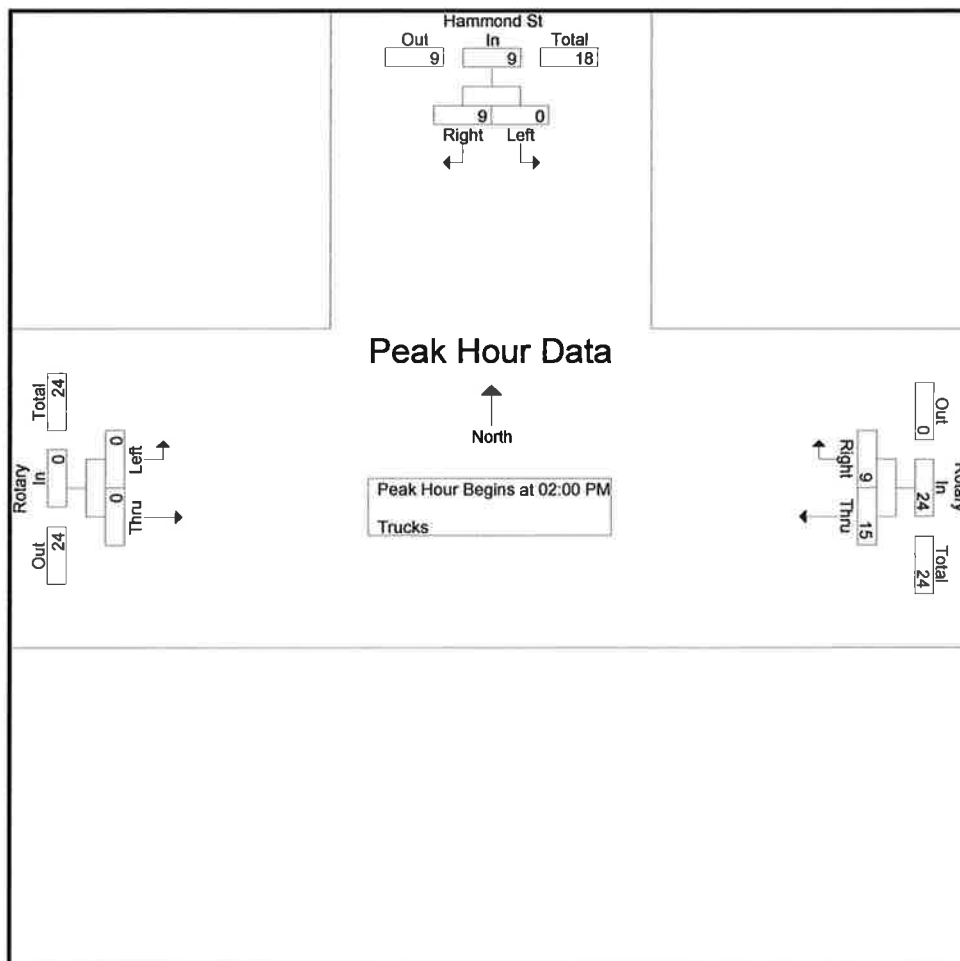 Hammond St
Out In Total
9 9 18
9 0
Right Left
Peak Hour Data
North
Peak Hour Begins at 02:00 PM
Trucks
Rotary
Total In Out
24 0 24
0 0
Left Thru
Right Thru
9 15
Out In Total
0 24 24
Rotary